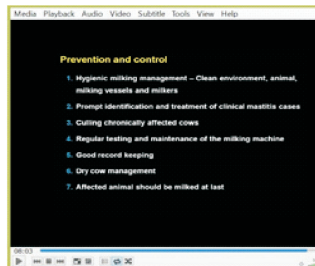 Media Playback Audio Video Subtitle Tools View Help
Prevention and control
1. Hygienic milking management – Clean environment, animal,
milking vessels and milkers
2. Prompt identification and treatment of clinical mastitis cases
3. Culling chronically affected cows
4. Regular testing and maintenance of the milking machine
5. Good record keeping
6. Dry cow management
7. Affected animal should be milked at last
06:03